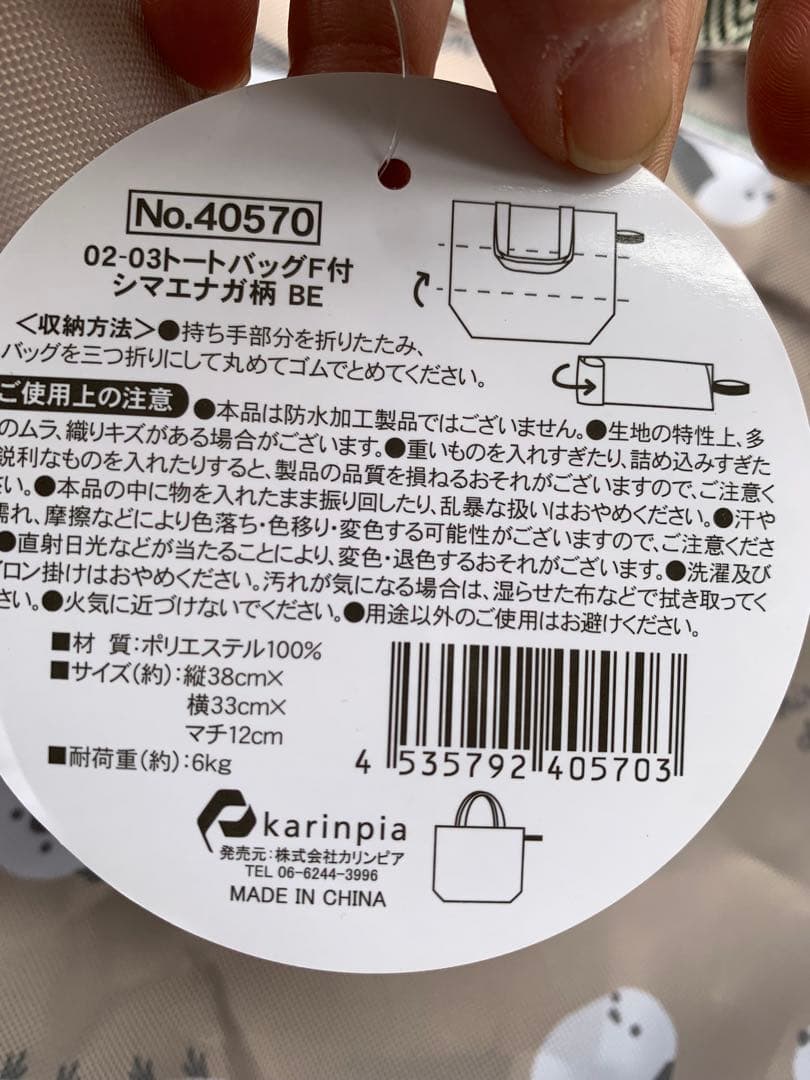 No.40570
02-03トートバッグF付
シマエナガ柄 BE
＜収納方法＞●持ち手部分を折りたたみ、
バッグを三つ折りにして丸めてゴムでとめてください。
ご使用上の注意 ●本品は防水加工製品ではございません。●生地の特性上、多
のムラ、織りキズがある場合がございます。●重いものを入れすぎたり、詰め込みすぎた
鋭利なものを入れたりすると、製品の品質を損ねるおそれがございますので、ご注意く
い。●本品の中に物を入れたまま振り回したり、乱暴な扱いはおやめください。●汗や
濡れ、摩擦などにより色落ち・色移り・変色する可能性がございますので、ご注意くださ
●直射日光などが当たることにより、変色・退色するおそれがございます。●洗濯及び
イロン掛けはおやめください。汚れが気になる場合は、湿らせた布などで拭き取ってく
さい。●火気に近づけないでください。●用途以外のご使用はお避けください。
■材 質：ポリエステル100%
■サイズ(約)：縦38cm×
横33cm×
マチ12cm
■耐荷重(約)：6kg
4 535792 405703
karinpia
発売元：株式会社カリンピア
TEL 06-6244-3996
MADE IN CHINA